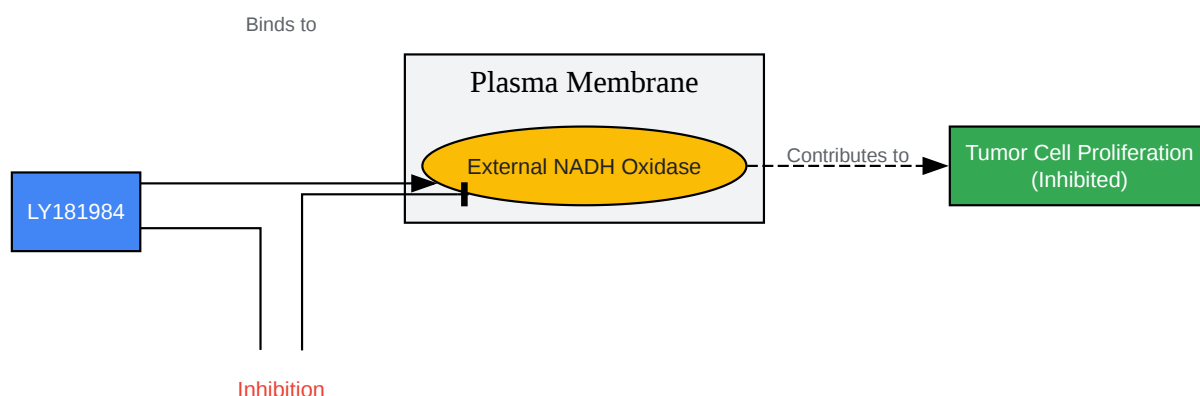 Binds to
Plasma Membrane
External NADH Oxidase
Contributes to
Tumor Cell Proliferation
(Inhibited)
LY181984
Inhibition